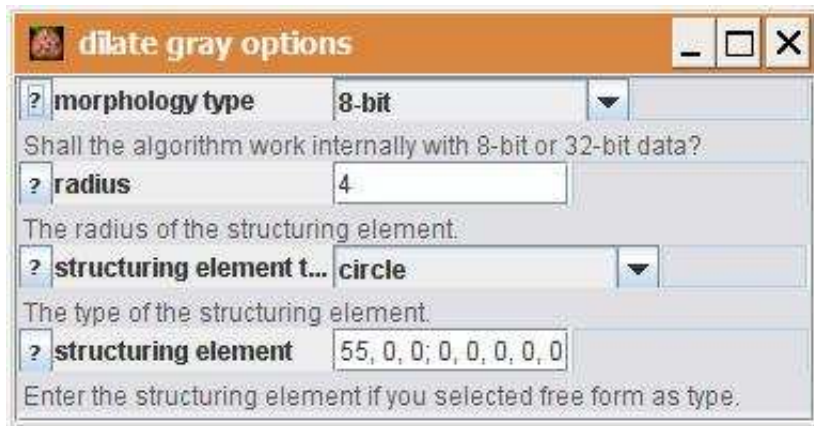 dilate gray options
? morphology type 8-bit
Shall the algorithm work internally with 8-bit or 32-bit data?
? radius 4
The radius of the structuring element.
? structuring element t... circle
The type of the structuring element.
? structuring element 55, 0, 0; 0, 0, 0, 0, 0
Enter the structuring element if you selected free form as type.